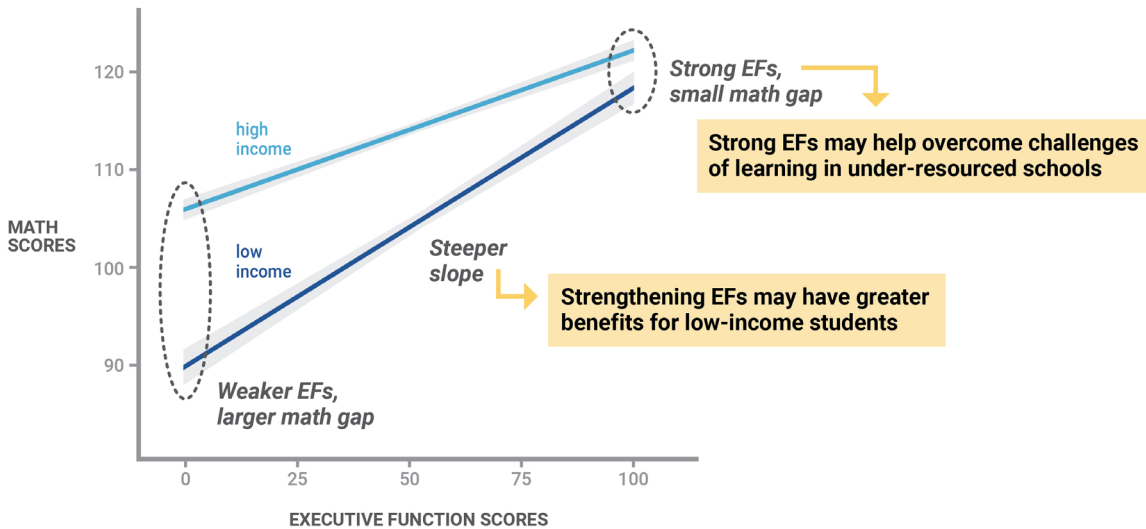 120
110
100
90
MATH
SCORES
high
income
low
income
Strong EFs,
small math gap
Strong EFs may help overcome challenges
of learning in under-resourced schools
Steeper
slope
Strengthening EFs may have greater
benefits for low-income students
Weaker EFs,
larger math gap
0 25 50 75 100
EXECUTIVE FUNCTION SCORES